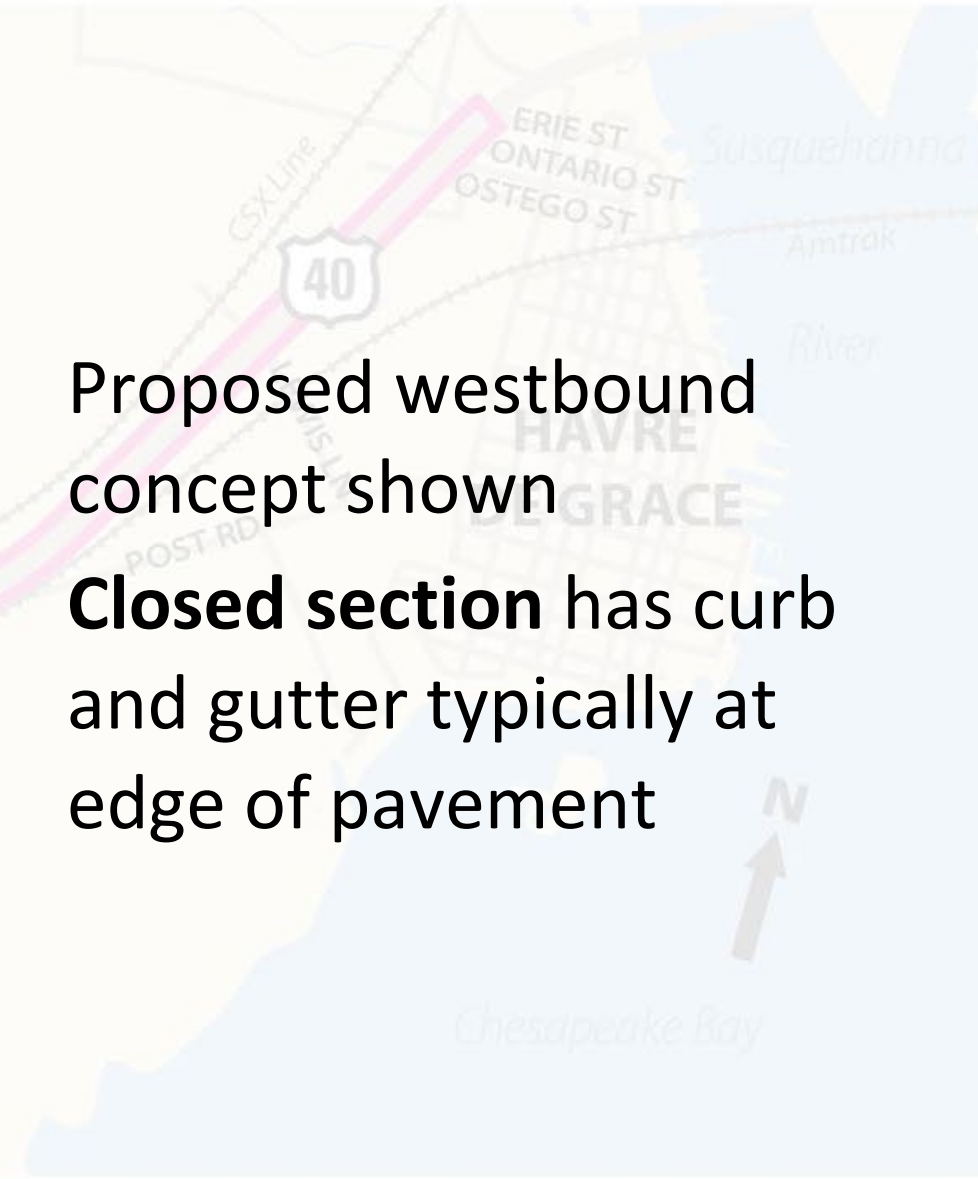 ERIE ST
ONTARIO ST
OSTEGO ST
Susquehanna
CSX Line
Amtrak
40
River
Proposed westbound
HAVRE
concept shown
DE GRACE
POST RD
Closed section has curb
and gutter typically at
edge of pavement
N
Chesapeake Bay